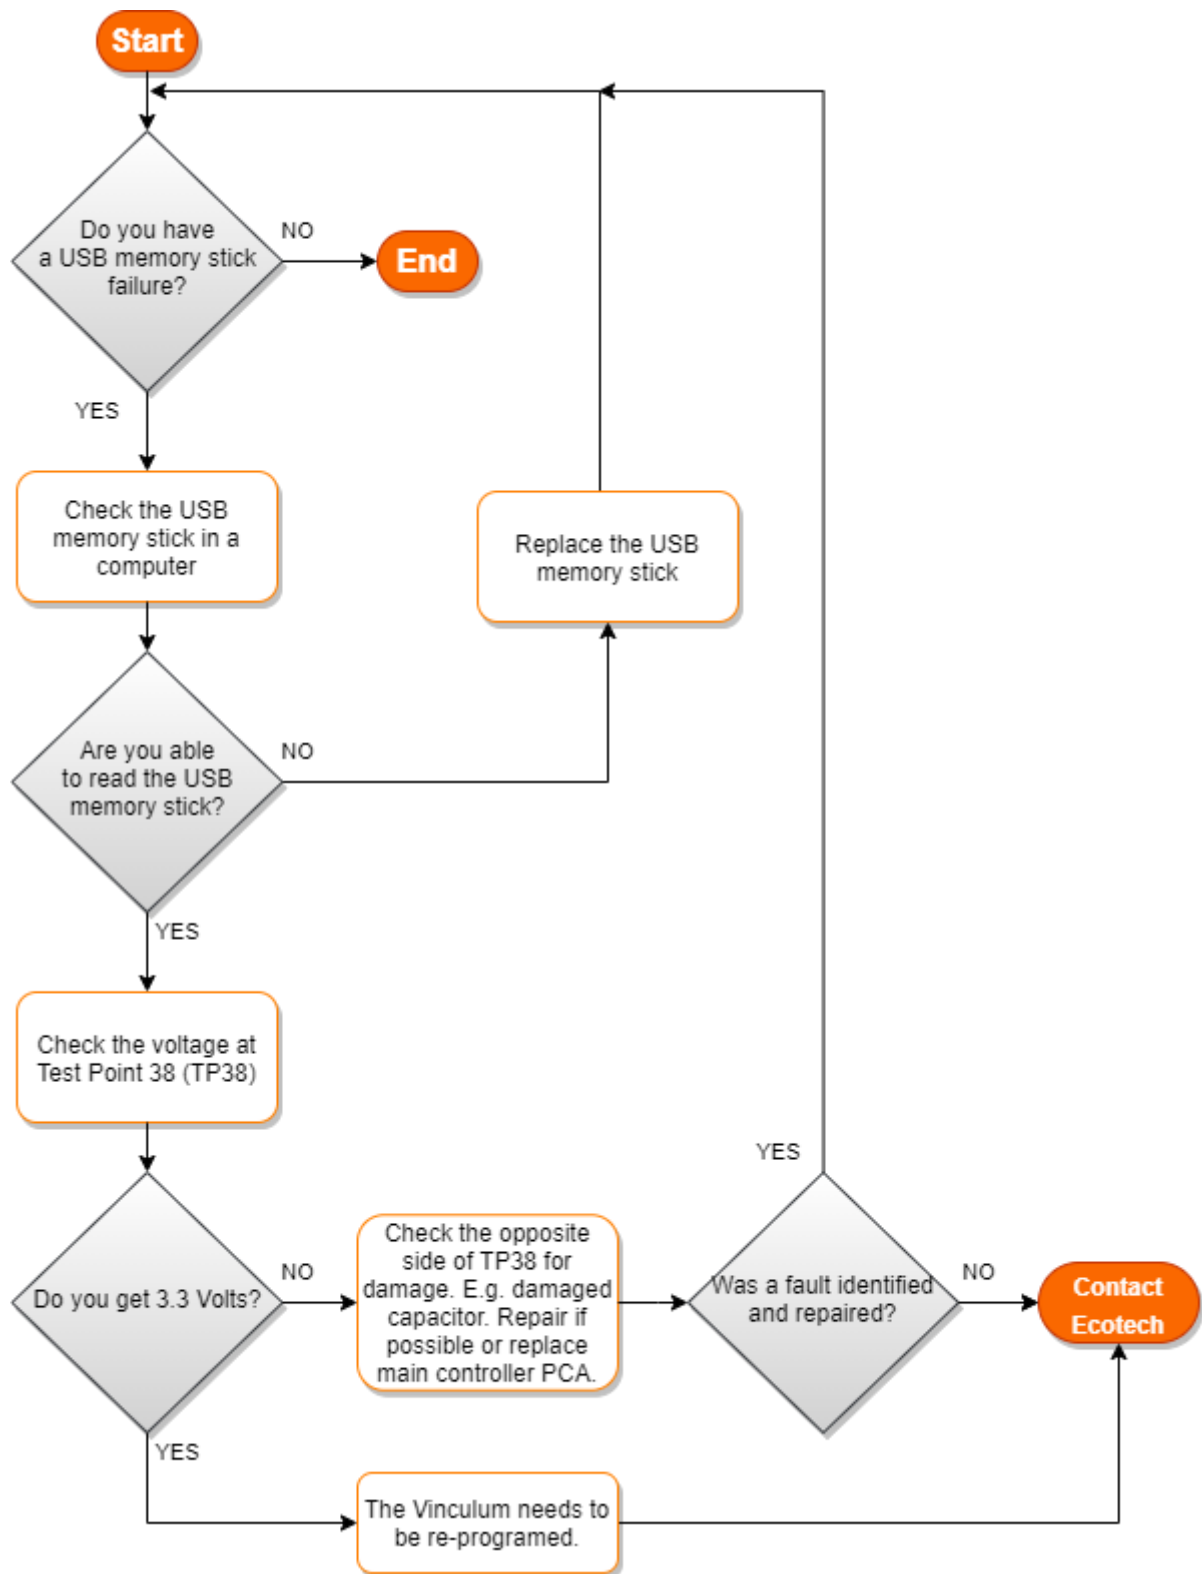 Start
Do you have
a USB memory stick
failure?
NO
End
YES
Check the USB
memory stick in a
computer
Replace the USB
memory stick
Are you able
to read the USB
memory stick?
NO
YES
Check the voltage at
Test Point 38 (TP38)
Do you get 3.3 Volts?
NO
Check the opposite
side of TP38 for
damage. E.g. damaged
capacitor. Repair if
possible or replace
main controller PCA.
YES
Was a fault identified
and repaired?
NO
Contact
Ecotech
YES
The Vinculum needs to
be re-programed.